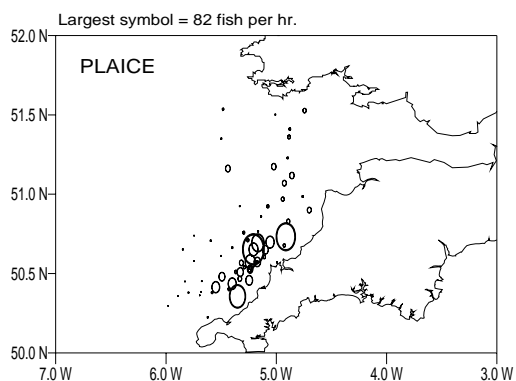 Largest symbol = 82 fish per hr.
52.0 N
PLAICE
51.5 N
51.0 N
50.5 N
50.0 N
7.0 W 6.0 W 5.0 W 4.0 W 3.0 W